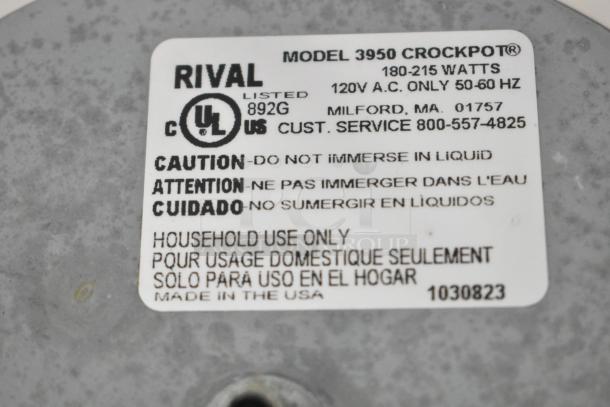 MODEL 3950 CROCKPOT®
RIVAL
180-215 WATTS
120V A.C. ONLY 50-60 HZ
LISTED
892G
MILFORD, MA. 01757
C UL US
CUST. SERVICE 800-557-4825
CAUTION-DO NOT IMMERSE IN LIQUID
ATTENTION-NE PAS IMMERGER DANS L'EAU
CUIDADO-NO SUMERGIR EN LÌQUIDOS
HOUSEHOLD USE ONLY
POUR USAGE DOMESTIQUE SEULEMENT
SOLO PARA USO EN EL HOGAR
MADE IN THE USA
1030823